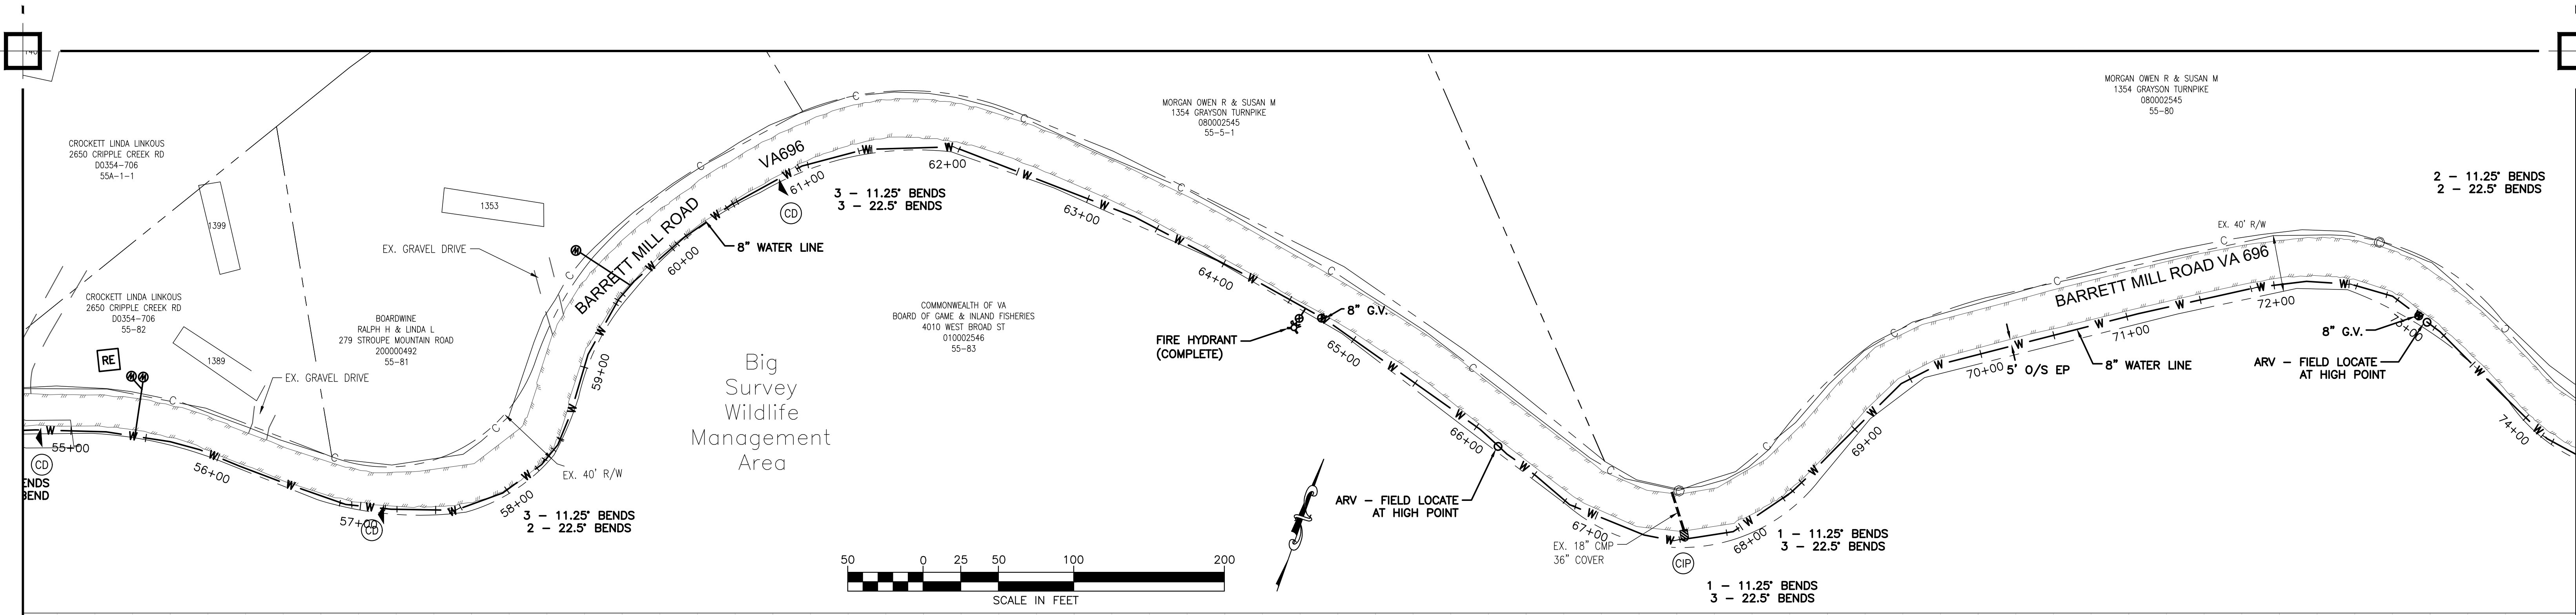 CROCKETT LINDA LINKOUS
2650 CRIPPLE CREEK RD
D0354-706
55A-1-1
1399
1353
EX. GRAVEL DRIVE
CROCKETT LINDA LINKOUS
2650 CRIPPLE CREEK RD
D0354-706
55-82
BOARDWINE
RALPH H & LINDA L
279 STROUPE MOUNTAIN ROAD
200000492
55-81
RE
1389
EX. GRAVEL DRIVE
55+00
CD
ENDS
BEND
56+00
57+00
CD
58+00
3 - 11.25° BENDS
2 - 22.5° BENDS
EX. 40' R/W
59+00
60+00
BARRETT MILL ROAD
VA696
8" WATER LINE
61+00
CD
3 - 11.25° BENDS
3 - 22.5° BENDS
62+00
63+00
64+00
MORGAN OWEN R & SUSAN M
1354 GRAYSON TURNPIKE
080002545
55-5-1
COMMONWEALTH OF VA
BOARD OF GAME & INLAND FISHERIES
4010 WEST BROAD ST
010002546
55-83
Big
Survey
Wildlife
Management
Area
FIRE HYDRANT
(COMPLETE)
8" G.V.
65+00
66+00
ARV - FIELD LOCATE
AT HIGH POINT
67+00
EX. 18" CMP
36" COVER
CIP
68+00
1 - 11.25° BENDS
3 - 22.5° BENDS
1 - 11.25° BENDS
3 - 22.5° BENDS
69+00
70+00
5' O/S EP
71+00
8" WATER LINE
BARRETT MILL ROAD VA 696
72+00
EX. 40' R/W
MORGAN OWEN R & SUSAN M
1354 GRAYSON TURNPIKE
080002545
55-80
2 - 11.25° BENDS
2 - 22.5° BENDS
8" G.V.
73+00
ARV - FIELD LOCATE
AT HIGH POINT
74+00
50 0 25 50 100 200
SCALE IN FEET